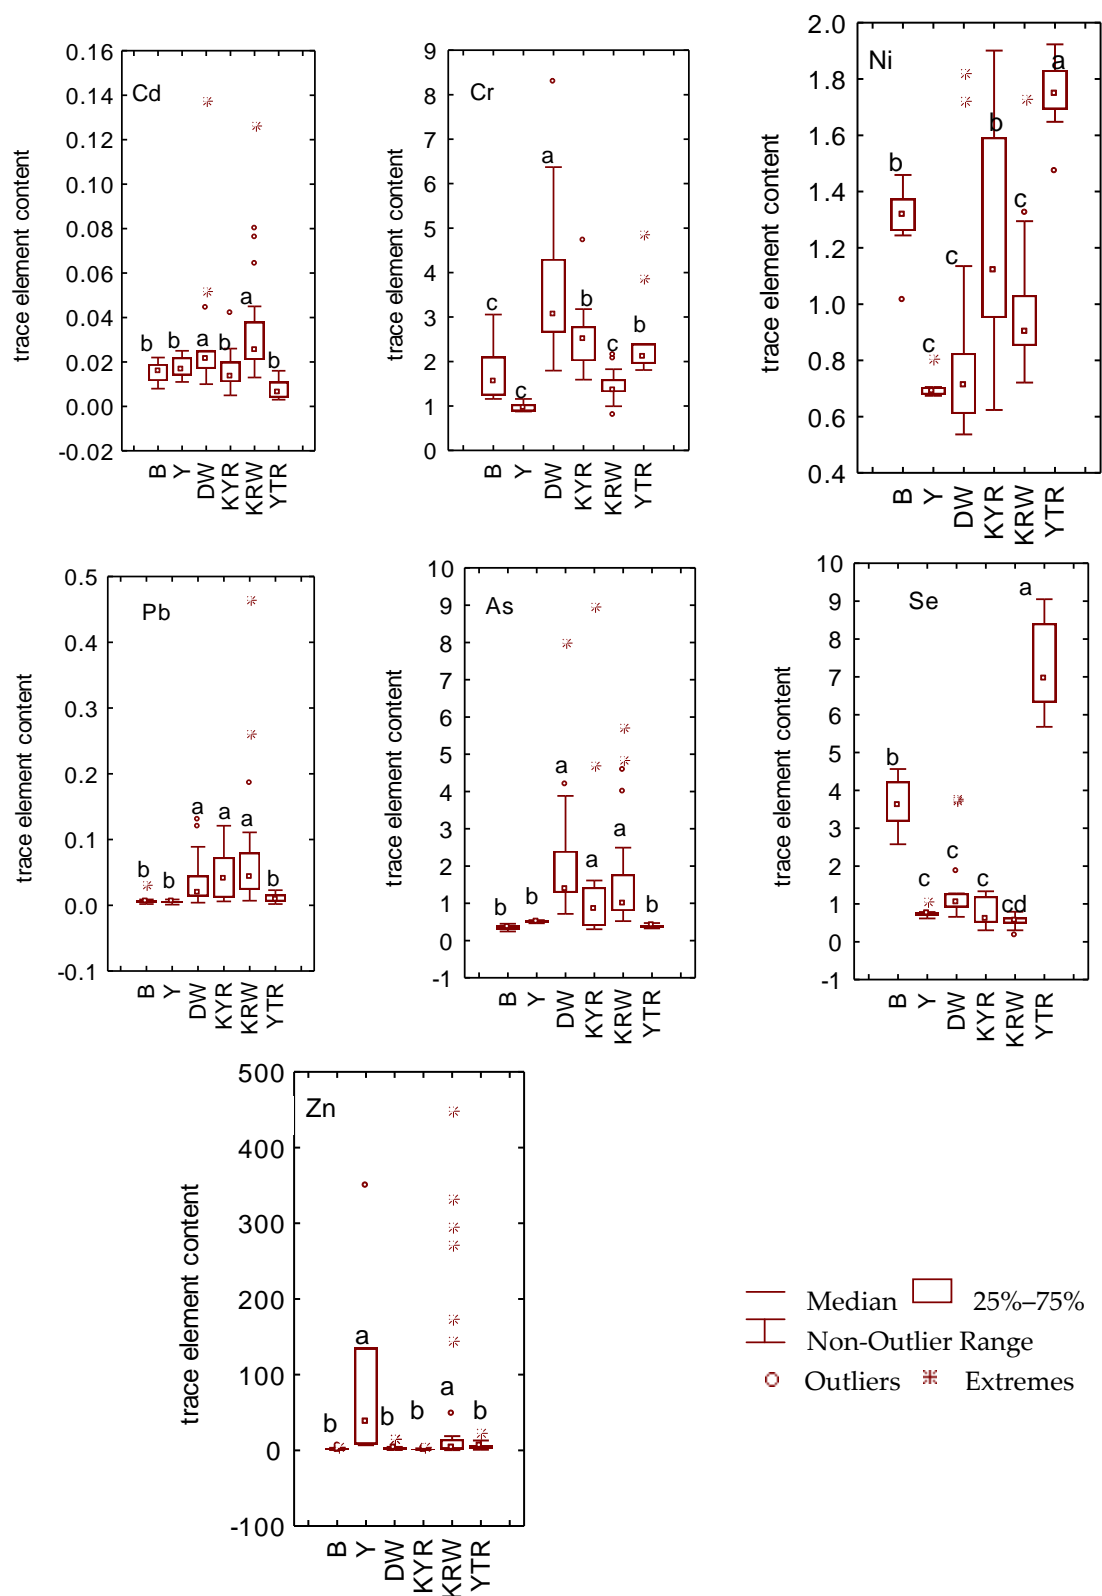 Cd
trace element content
0.16
0.14
0.12
0.10
0.08
0.06
0.04
0.02
0.00
-0.02
b b a b a b
B Y DW KYR KRW YTR
Cr
trace element content
9
8
7
6
5
4
3
2
1
0
c c a b c b
B Y DW KYR KRW YTR
Ni
2.0
1.8
1.6
1.4
1.2
1.0
0.8
0.6
0.4
b c c b c a
B Y DW KYR KRW YTR
Pb
trace element content
0.5
0.4
0.3
0.2
0.1
0.0
-0.1
b b a a a b
B Y DW KYR KRW YTR
As
trace element content
10
9
8
7
6
5
4
3
2
1
0
-1
b b a a a b
B Y DW KYR KRW YTR
Se
trace element content
10
9
8
7
6
5
4
3
2
1
0
-1
b c c c cd a
B Y DW KYR KRW YTR
Zn
trace element content
500
400
300
200
100
0
-100
b a b b a b
B Y DW KYR KRW YTR
Median 25%–75%
Non-Outlier Range
Outliers Extremes